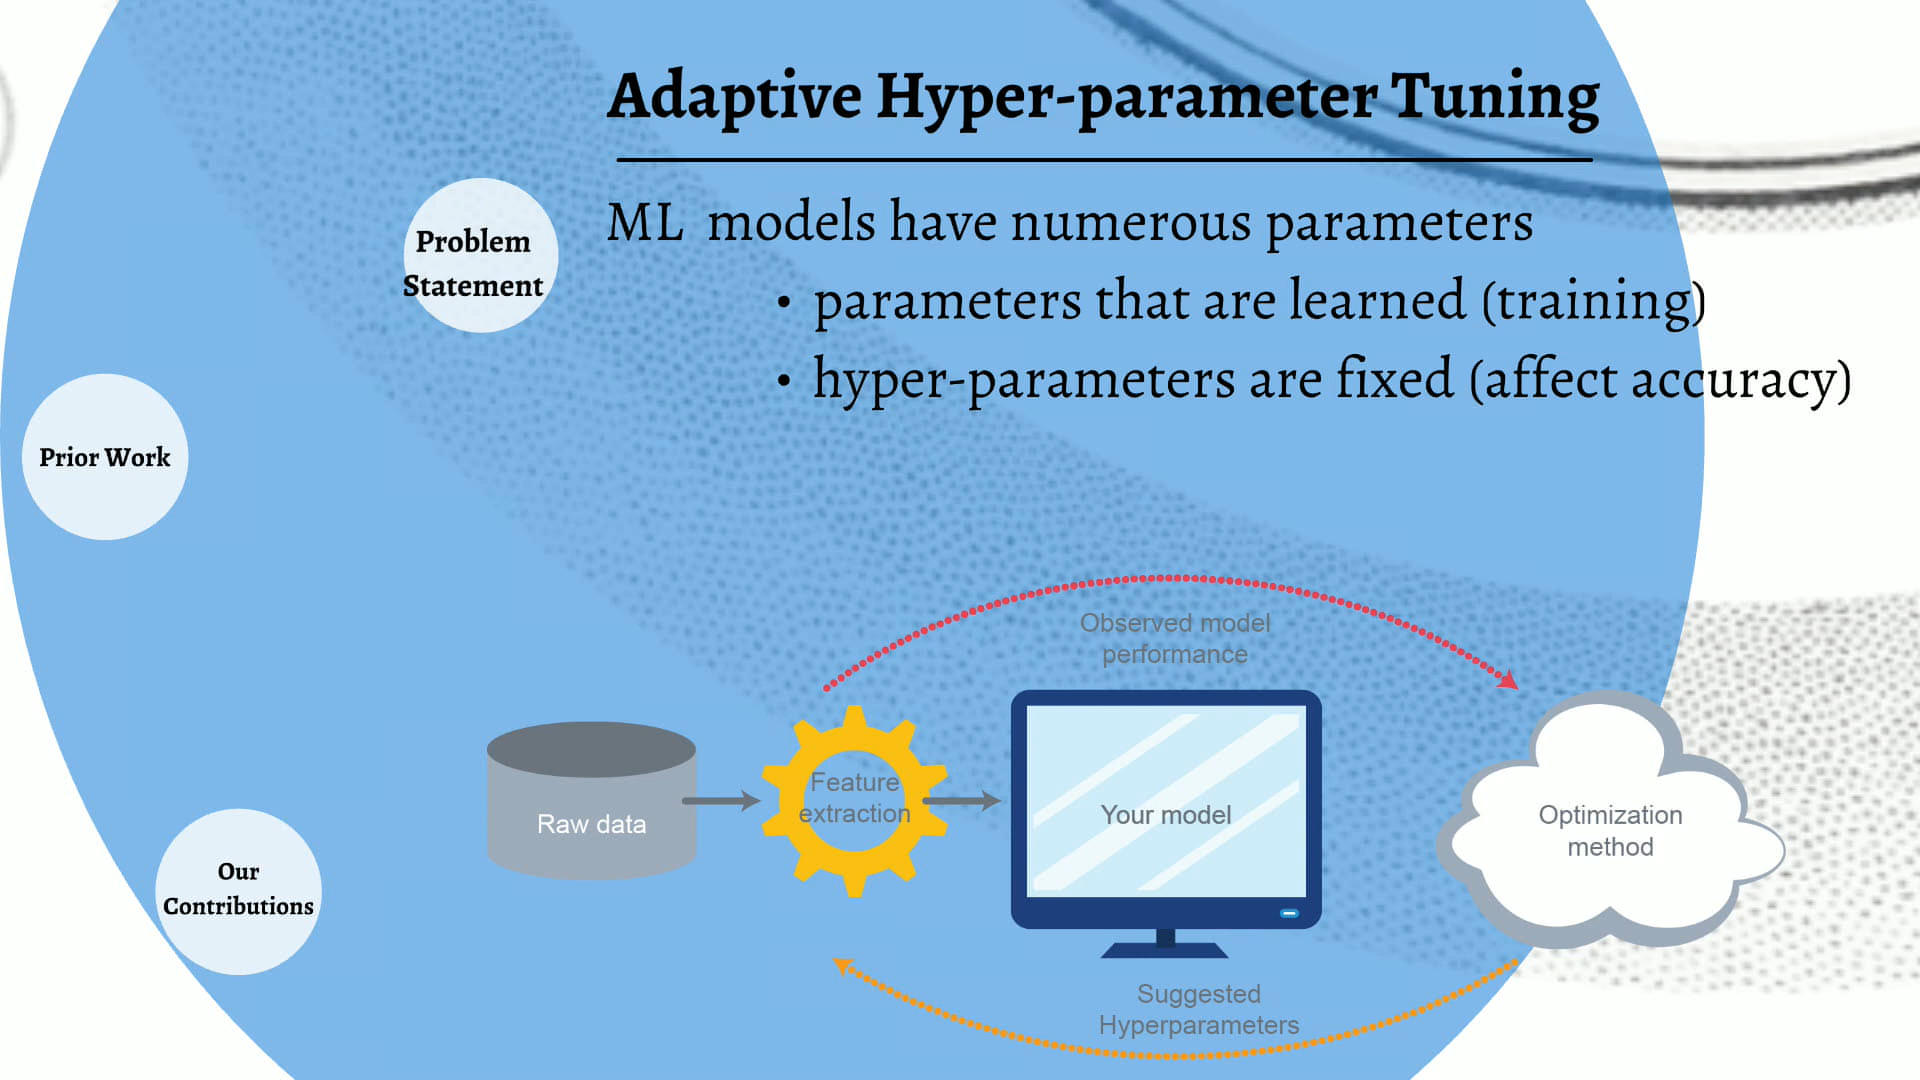 Adaptive Hyper-parameter Tuning
ML models have numerous parameters
• parameters that are learned (training)
• hyper-parameters are fixed (affect accuracy)
Problem
Statement
Prior Work
Our
Contributions
Observed model
performance
Raw data
Feature
extraction
Your model
Optimization
method
Suggested
Hyperparameters